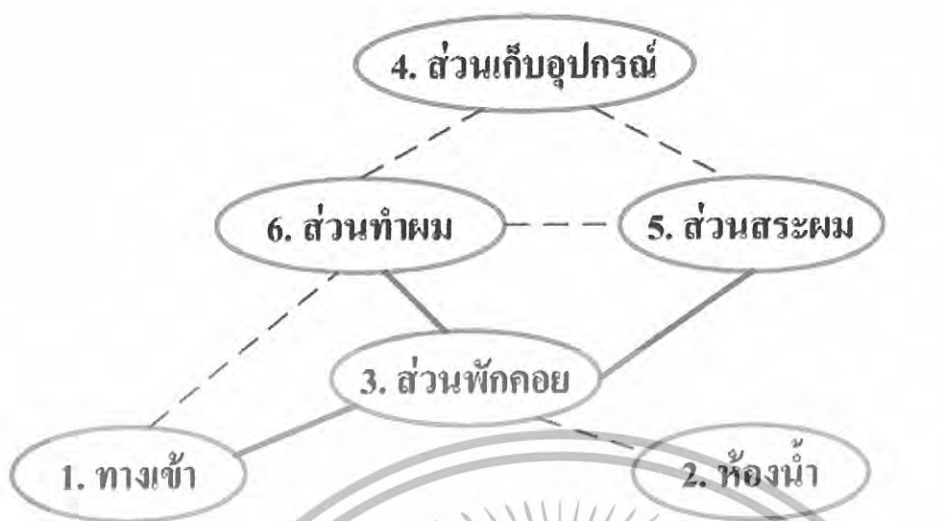 4. ส่วนเก็บอุปกรณ์
6. ส่วนทำผม
5. ส่วนสระผม
3. ส่วนพักคอย
1. ทางเข้า
2. ห้องน้ำ